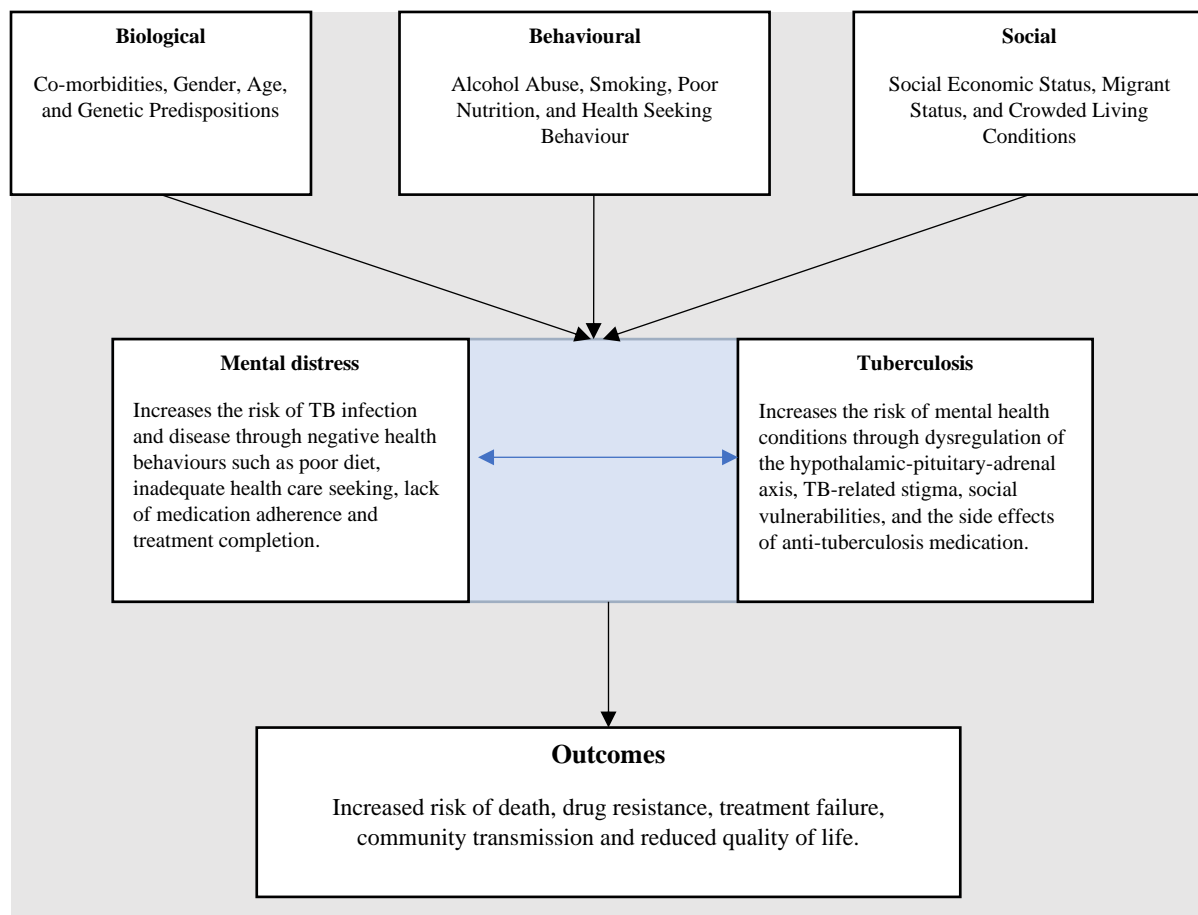 Biological
Co-morbidities, Gender, Age,
and Genetic Predispositions
Behavioural
Alcohol Abuse, Smoking, Poor
Nutrition, and Health Seeking
Behaviour
Social
Social Economic Status, Migrant
Status, and Crowded Living
Conditions
Mental distress
Increases the risk of TB infection
and disease through negative health
behaviours such as poor diet,
inadequate health care seeking, lack
of medication adherence and
treatment completion.
Tuberculosis
Increases the risk of mental health
conditions through dysregulation of
the hypothalamic-pituitary-adrenal
axis, TB-related stigma, social
vulnerabilities, and the side effects
of anti-tuberculosis medication.
Outcomes
Increased risk of death, drug resistance, treatment failure,
community transmission and reduced quality of life.